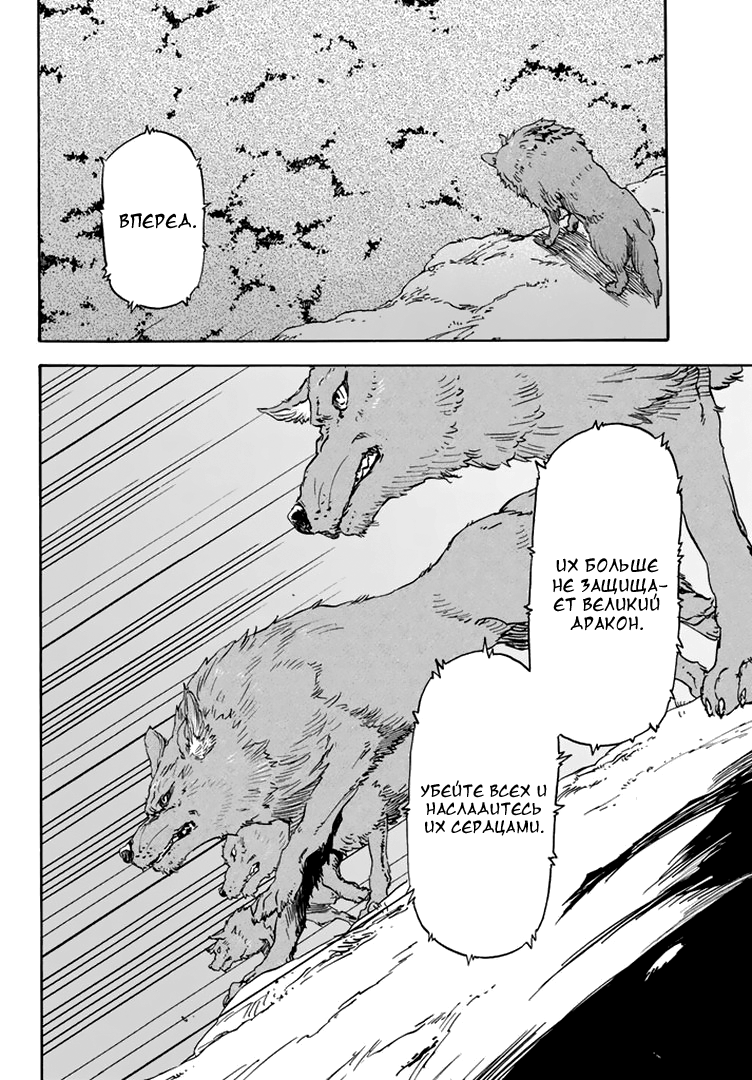 ВПЕРЕД.
ИХ БОЛЬШЕ
НЕ ЗАЩИЩА-
ЕТ ВЕЛИКИЙ
ДРАКОН.
УБЕЙТЕ ВСЕХ И
НАСЛАДИТЕСЬ
ИХ СЕРДЦАМИ.